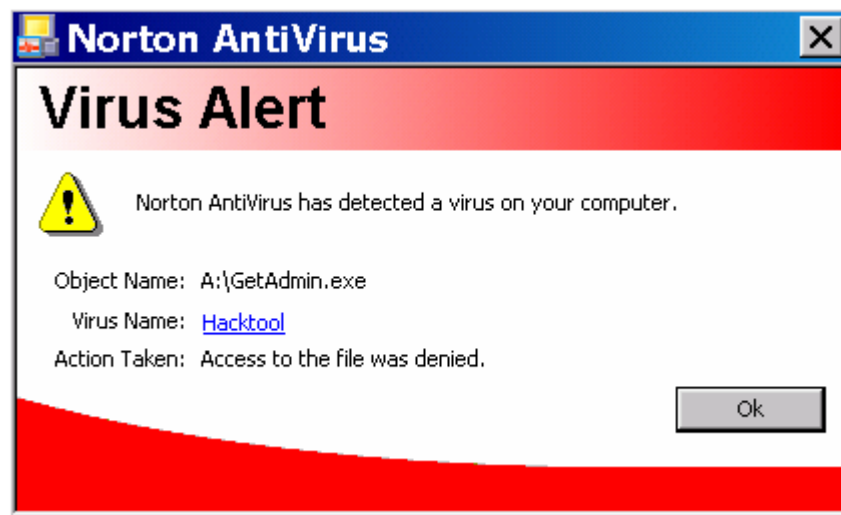 Norton AntiVirus
Virus Alert
Norton AntiVirus has detected a virus on your computer.
Object Name: A:\GetAdmin.exe
Virus Name: Hacktool
Action Taken: Access to the file was denied.
Ok